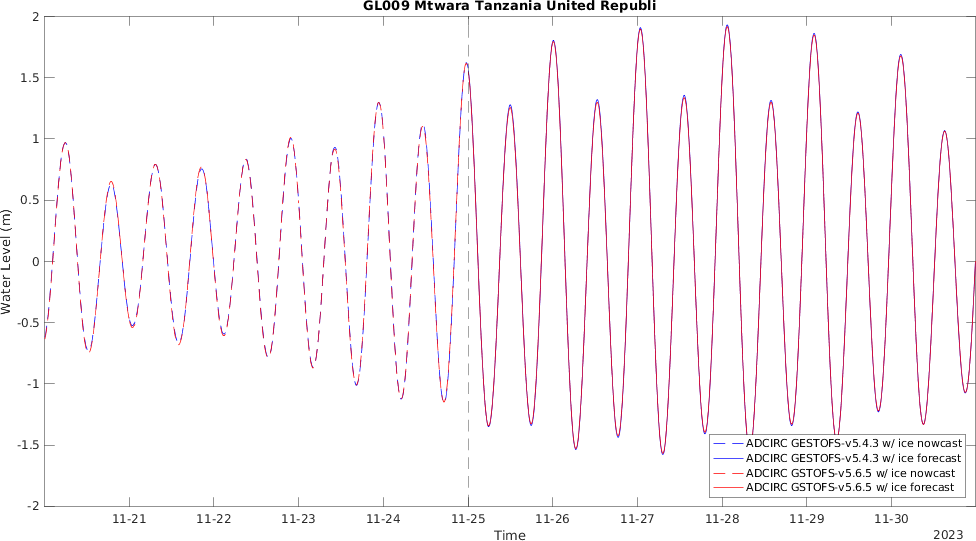 GL009 Mtwara Tanzania United Republi
Water Level (m)
2
1.5
1
0.5
0
-0.5
-1
-1.5
-2
ADCIRC GESTOFS-v5.4.3 w/ ice nowcast
ADCIRC GESTOFS-v5.4.3 w/ ice forecast
ADCIRC GSTOFS-v5.6.5 w/ ice nowcast
ADCIRC GSTOFS-v5.6.5 w/ ice forecast
11-21 11-22 11-23 11-24 11-25 11-26 11-27 11-28 11-29 11-30
Time
2023